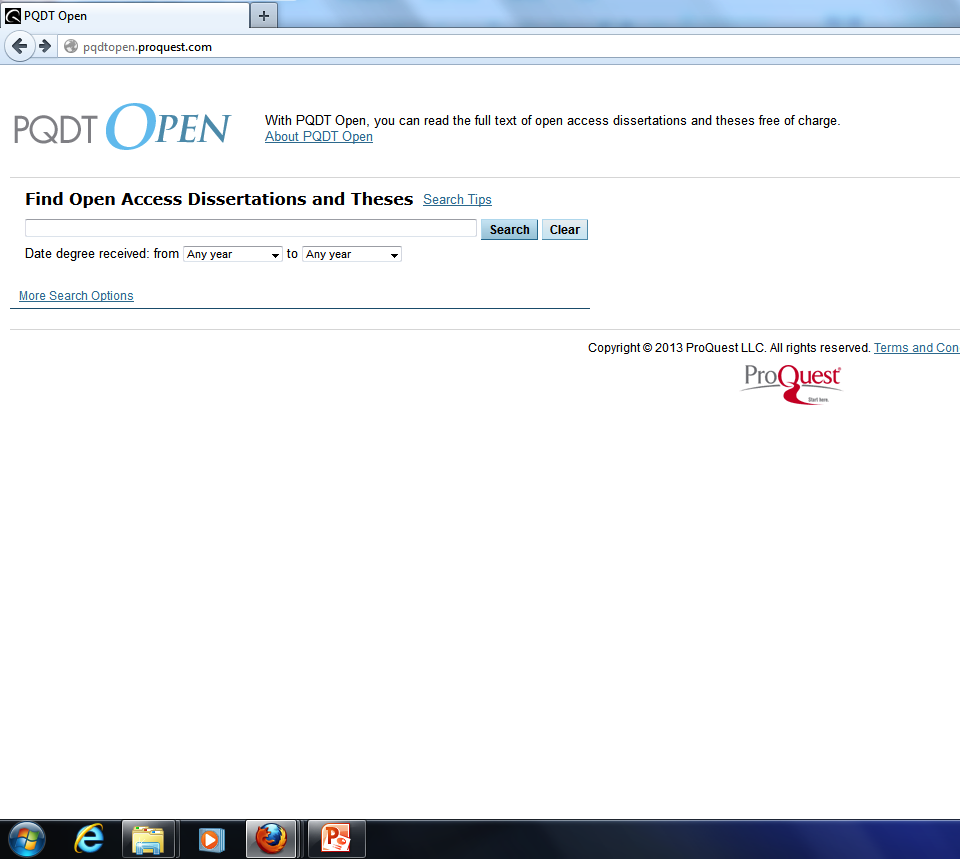 PQDT Open
pqdtopen.proquest.com
PQDT OPEN
With PQDT Open, you can read the full text of open access dissertations and theses free of charge.
About PQDT Open
Find Open Access Dissertations and Theses Search Tips
Search Clear
Date degree received: from Any year to Any year
More Search Options
Copyright © 2013 ProQuest LLC. All rights reserved. Terms and Con
ProQuest
Start here.